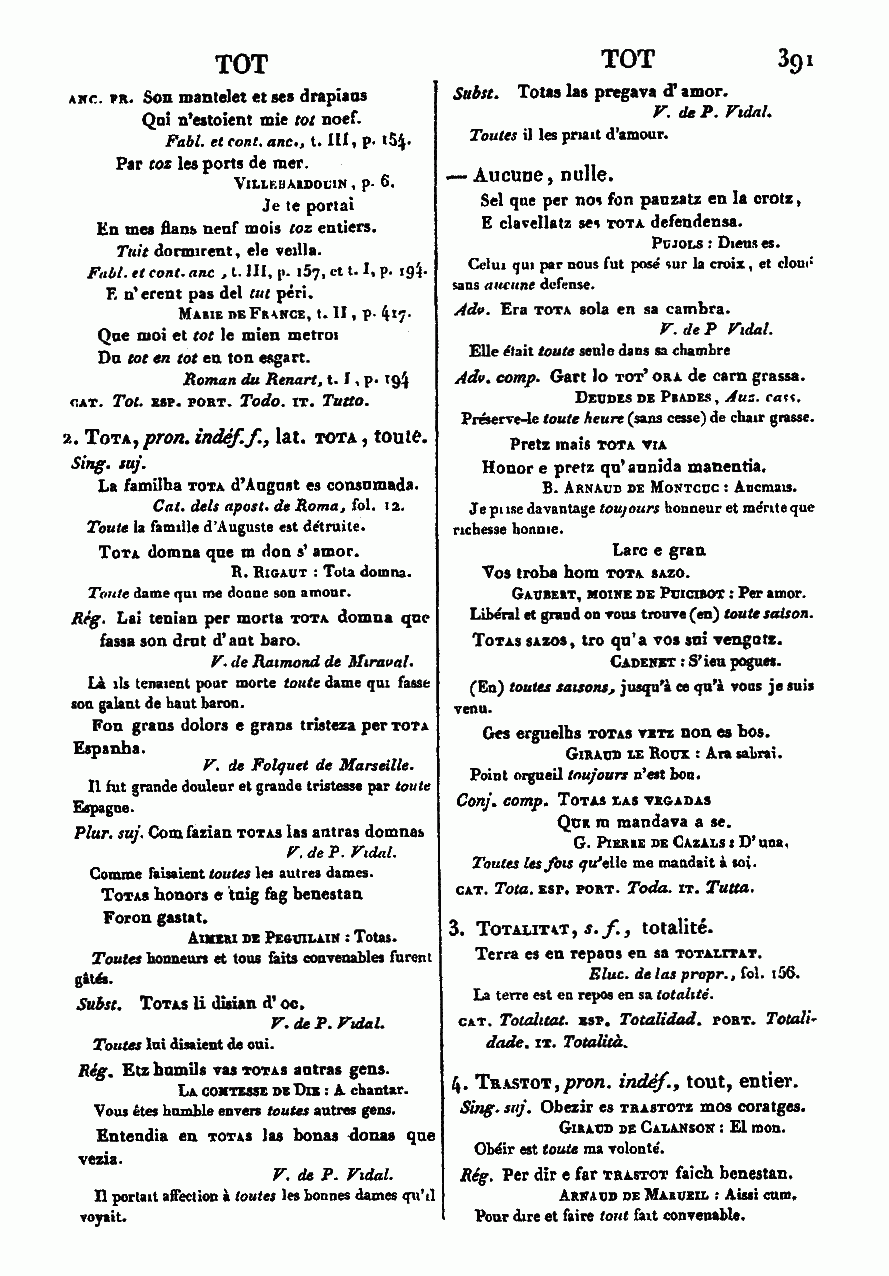 TOT
ANC. FR. Son mantelet et ses drapians
Qui n'estoient mie tot noef.
Fabl. et cont. anc., t. III, p. 154.
Par toz les ports de mer.
VILLEHARDOUIN, p. 6.
Je te portai
En mes flans neuf mois toz entiers.
Tuit dormirent, ele veilla.
Fabl. et cont. anc, t. III, p. 157, et t. I, p. 194.
E n'erent pas del tut péri.
MARIE DE FRANCE, t. II, p. 417.
Que moi et tot le mien metroi
Du tot en tot en ton esgart.
Roman du Renart, t. I, p. 194
CAT. Tot. ESP. PORT. Todo. IT. Tutto.
2. TOTA, pron. indéf. f., lat. TOTA, toute.
Sing. suj.
La familha TOTA d'August es consumada.
Cat. dels apost. de Roma, fol. 12.
Toute la famille d'Auguste est détruite.
TOTA domna que m don s'amor.
R. RIGAUT : Tota domna.
Toute dame qui me donne son amour.
Rég. Lai tenian per morta TOTA domna que
fassa son drut d'aut baro.
V. de Raimond de Miraval.
Là ils tenaient pour morte toute dame qui fasse
son galant de haut baron.
Fon grans dolors e grans tristeza per TOTA
Espanha.
V. de Folquet de Marseille.
Il fut grande douleur et grande tristesse par toute
Espagne.
Plur. suj. Com fazian TOTAS las autras domnas
V. de P. Vidal.
Comme faisaient toutes les autres dames.
TOTAS honors e tuig fag benestan
Foron gastat.
AIMERI DE PEGUILAIN : Totas.
Toutes honneurs et tous faits convenables furent
gâtés.
Subst. TOTAS li disian d'oc.
V. de P. Vidal.
Toutes lui disaient de oui.
Rég. Etz humils vas TOTAS autras gens.
LA COMTESSE DE DIE : A chantar.
Vous êtes humble envers toutes autres gens.
Entendia en TOTAS las bonas donas que
vezia.
V. de P. Vidal.
Il portait affection à toutes les bonnes dames qu'il
voyait.
TOT 391
Subst. Totas las pregava d'amor.
V. de P. Vidal.
Toutes il les priait d'amour.
— Aucune, nulle.
Sel que per nos fon pauzatz en la crotz,
E clavellatz ses TOTA defendensa.
PUJOLS : Dieus es.
Celui qui par nous fut posé sur la croix, et cloué
sans aucune defense.
Adv. Era TOTA sola en sa cambra.
V. de P Vidal.
Elle était toute seule dans sa chambre
Adv. comp. Gart lo TOT' ORA de carn grassa.
DEUDES DE PRADES, Aus. cass.
Préserve-le toute heure (sans cesse) de chair grasse.
Pretz mais TOTA VIA
Honor e pretz qu'aunida manentia.
B. ARNAUD DE MONTCUC : Ancmais.
Je prise davantage toujours honneur et mérite que
richesse honnie.
Larc e gran
Vos troba hom TOTA SAZO.
GAUBERT, MOINE DE PUICIBOT : Per amor.
Libéral et grand on vous trouve (en) toute saison.
TOTAS SAZOS, tro qu'a vos sui vengutz.
CADENET : S'ieu pogues.
(En) toutes saisons, jusqu'à ce qu'à vous je suis
venu.
Ges erguelhs TOTAS VETZ non es bos.
GIRAUD LE ROUX : Ara sabrai.
Point orgueil toujours n'est bon.
Conj. comp. TOTAS LAS VEGADAS
QUE m mandava a se.
G. PIERRE DE CAZALS : D'una.
Toutes les fois qu'elle me mandait à soi.
CAT. Tota. ESP. PORT. Toda. IT. Tutta.
3. TOTALITAT, s. f., totalité.
Terra es en repaus en sa TOTALITAT.
Eluc. de las propr., fol. 156.
La terre est en repos en sa totalité.
CAT. Totalitat. ESP. Totalidad. PORT. Totali-
dade. IT. Totalità.
4. TRASTOT, pron. indéf., tout, entier.
Sing. suj. Obezir es TRASTOTZ mos coratges.
GIRAUD DE CALANSON : El mon.
Obéir est toute ma volonté.
Rég. Per dir e far TRASTOT faich benestan.
ARNAUD DE MARUEIL : Aissi cum.
Pour dire et faire tout fait convenable.